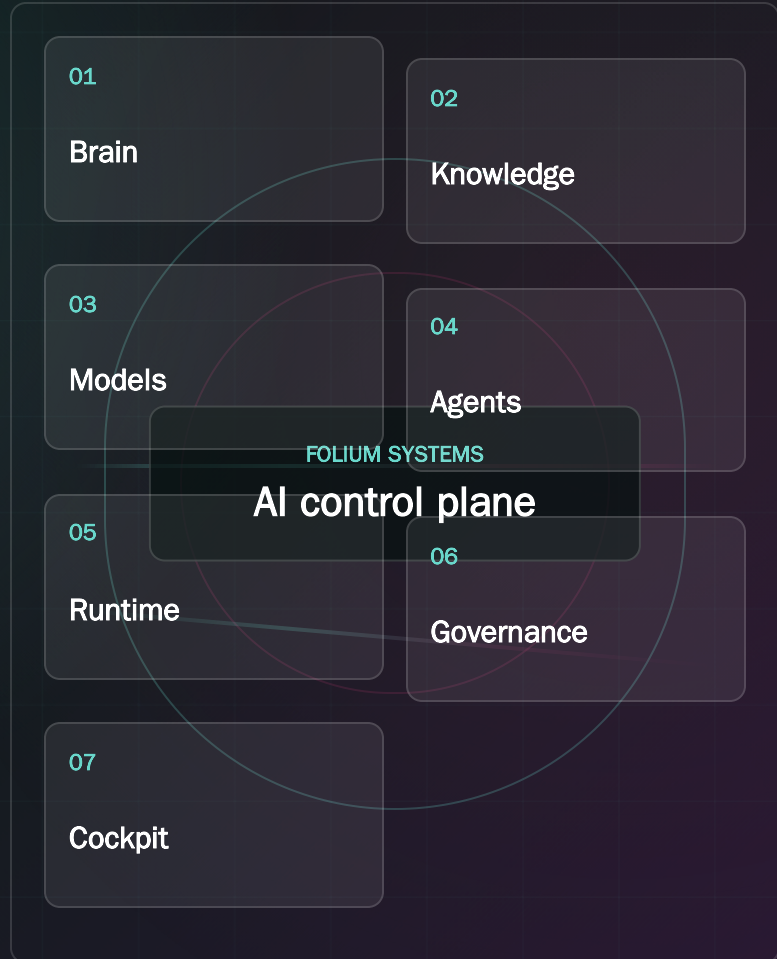 01
Brain
02
Knowledge
03
Models
04
Agents
FOLIUM SYSTEMS
AI control plane
05
Runtime
06
Governance
07
Cockpit